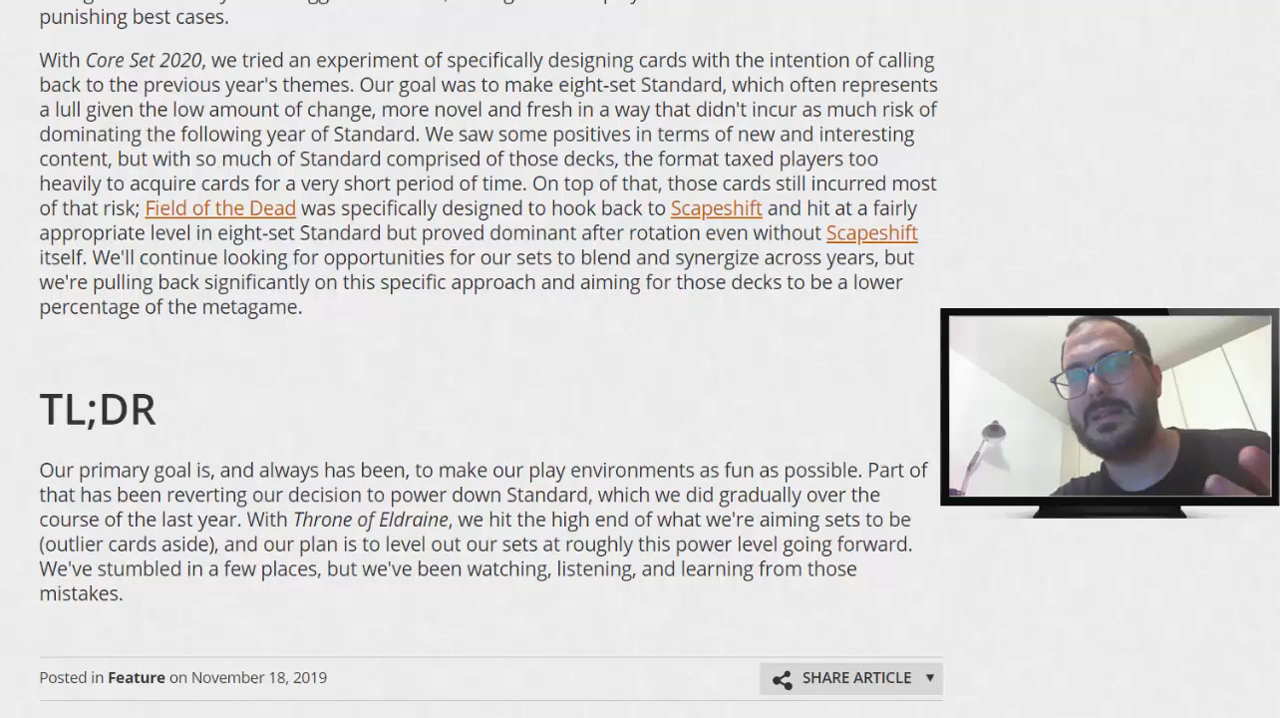 punishing best cases.
With Core Set 2020, we tried an experiment of specifically designing cards with the intention of calling
back to the previous year's themes. Our goal was to make eight-set Standard, which often represents
a lull given the low amount of change, more novel and fresh in a way that didn't incur as much risk of
dominating the following year of Standard. We saw some positives in terms of new and interesting
content, but with so much of Standard comprised of those decks, the format taxed players too
heavily to acquire cards for a very short period of time. On top of that, those cards still incurred most
of that risk; Field of the Dead was specifically designed to hook back to Scapeshift and hit at a fairly
appropriate level in eight-set Standard but proved dominant after rotation even without Scapeshift
itself. We'll continue looking for opportunities for our sets to blend and synergize across years, but
we're pulling back significantly on this specific approach and aiming for those decks to be a lower
percentage of the metagame.
TL;DR
Our primary goal is, and always has been, to make our play environments as fun as possible. Part of
that has been reverting our decision to power down Standard, which we did gradually over the
course of the last year. With Throne of Eldraine, we hit the high end of what we're aiming sets to be
(outlier cards aside), and our plan is to level out our sets at roughly this power level going forward.
We've stumbled in a few places, but we've been watching, listening, and learning from those
mistakes.
Posted in Feature on November 18, 2019
SHARE ARTICLE